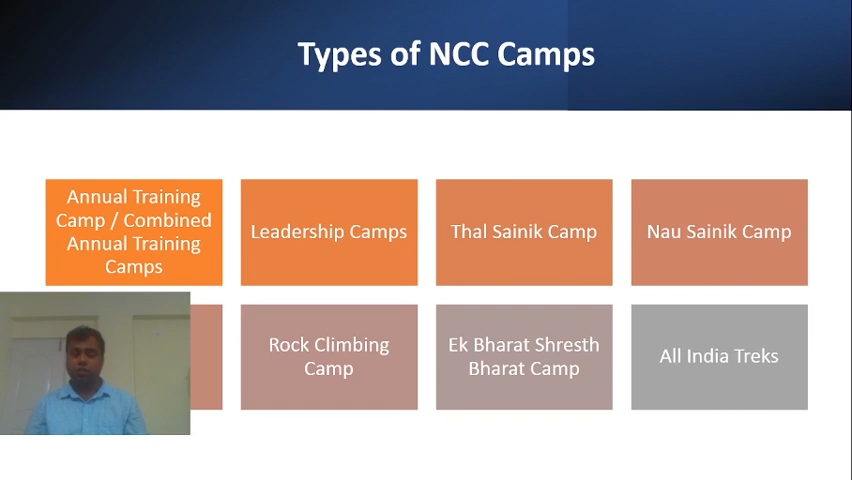 Types of NCC Camps
Annual Training
Camp / Combined
Annual Training
Camps
Leadership Camps
Thal Sainik Camp
Nau Sainik Camp
Rock Climbing
Camp
Ek Bharat Shresth
Bharat Camp
All India Treks